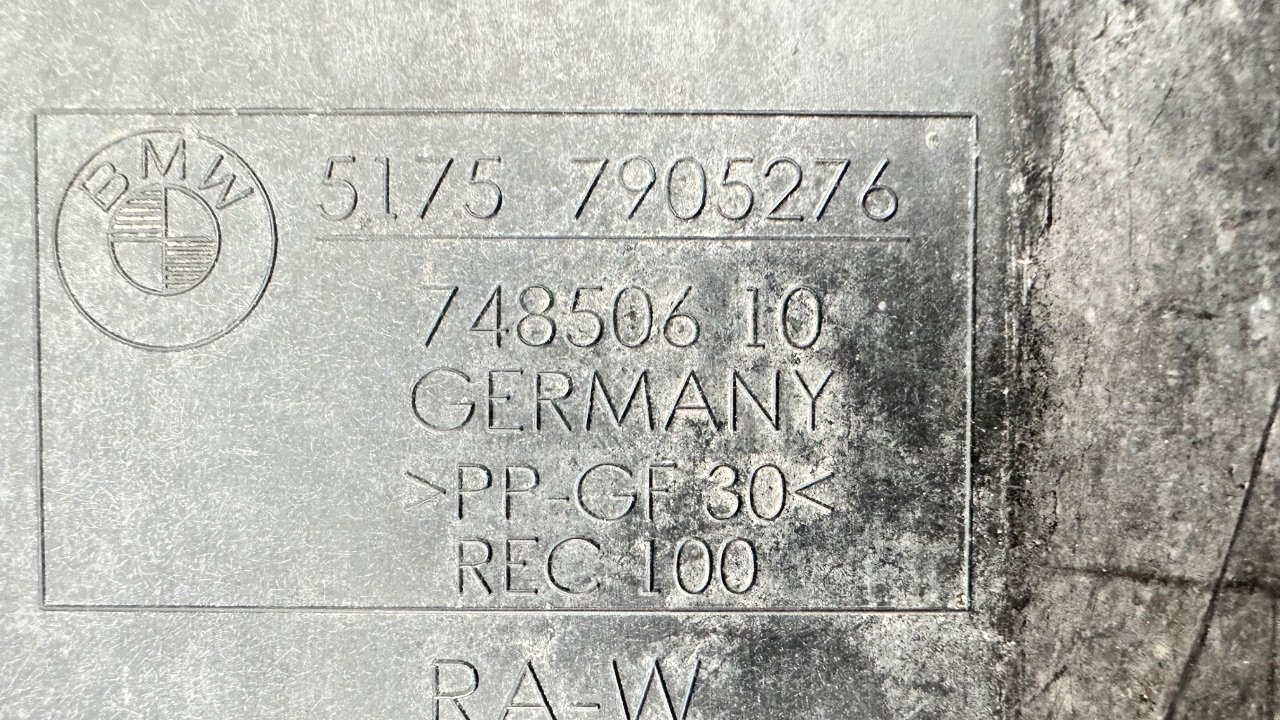 BMW
5175 7905276
748506 10
GERMANY
>PP-GF 30<
REC 100
RA-W